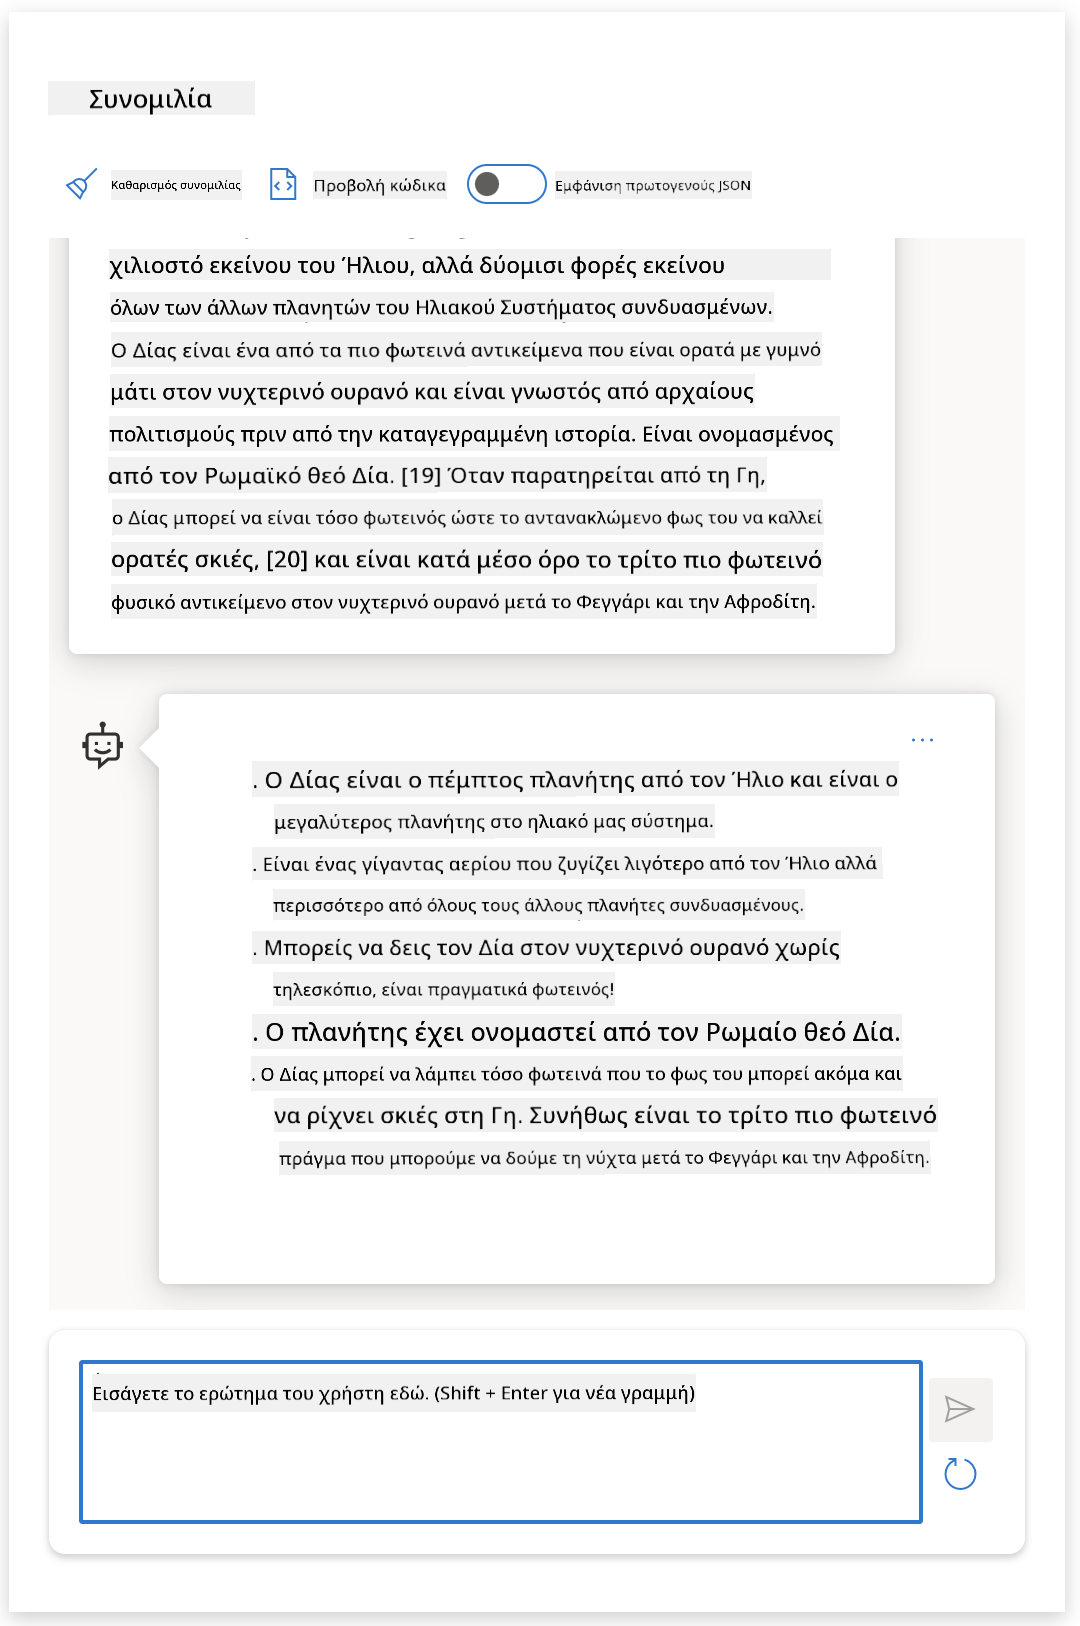 Συνομιλία
Καθαρισμός συνομιλίας Προβολή κώδικα Εμφάνιση πρωτογενούς JSON
χιλιοστό εκείνου του Ήλιου, αλλά δύομισι φορές εκείνου
όλων των άλλων πλανητών του Ηλιακού Συστήματος συνδυασμένων.
Ο Δίας είναι ένα από τα πιο φωτεινά αντικείμενα που είναι ορατά με γυμνό
μάτι στον νυχτερινό ουρανό και είναι γνωστός από αρχαίους
πολιτισμούς πριν από την καταγεγραμμένη ιστορία. Είναι ονομασμένος
από τον Ρωμαϊκό θεό Δία. [19] Όταν παρατηρείται από τη Γη,
ο Δίας μπορεί να είναι τόσο φωτεινός ώστε το αντανακλώμενο φως του να καλλεί
ορατές σκιές, [20] και είναι κατά μέσο όρο το τρίτο πιο φωτεινό
φυσικό αντικείμενο στον νυχτερινό ουρανό μετά το Φεγγάρι και την Αφροδίτη.
. Ο Δίας είναι ο πέμπτος πλανήτης από τον Ήλιο και είναι ο
μεγαλύτερος πλανήτης στο ηλιακό μας σύστημα.
. Είναι ένας γίγαντας αερίου που ζυγίζει λιγότερο από τον Ήλιο αλλά
περισσότερο από όλους τους άλλους πλανήτες συνδυασμένους.
. Μπορείς να δεις τον Δία στον νυχτερινό ουρανό χωρίς
τηλεσκόπιο, είναι πραγματικά φωτεινός!
. Ο πλανήτης έχει ονομαστεί από τον Ρωμαίο θεό Δία.
. Ο Δίας μπορεί να λάμπει τόσο φωτεινά που το φως του μπορεί ακόμα και
να ρίχνει σκιές στη Γη. Συνήθως είναι το τρίτο πιο φωτεινό
πράγμα που μπορούμε να δούμε τη νύχτα μετά το Φεγγάρι και την Αφροδίτη.
Εισάγετε το ερώτημα του χρήστη εδώ. (Shift + Enter για νέα γραμμή)